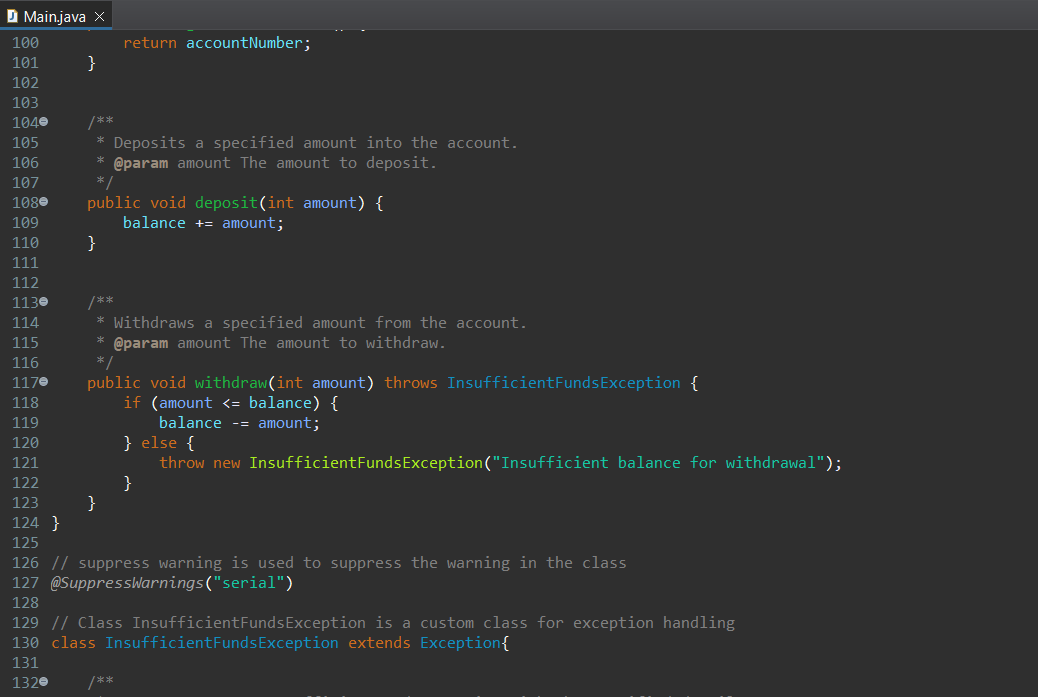 Main.java
100 return accountNumber;
101 }
102
103
104 /**
105 * Deposits a specified amount into the account.
106 * @param amount The amount to deposit.
107 */
108 public void deposit(int amount) {
109 balance += amount;
110 }
111
112
113 /**
114 * Withdraws a specified amount from the account.
115 * @param amount The amount to withdraw.
116 */
117 public void withdraw(int amount) throws InsufficientFundsException {
118 if (amount <= balance) {
119 balance -= amount;
120 } else {
121 throw new InsufficientFundsException("Insufficient balance for withdrawal");
122 }
123 }
124 }
125
126 // suppress warning is used to suppress the warning in the class
127 @SuppressWarnings("serial")
128
129 // Class InsufficientFundsException is a custom class for exception handling
130 class InsufficientFundsException extends Exception{
131
132 /**